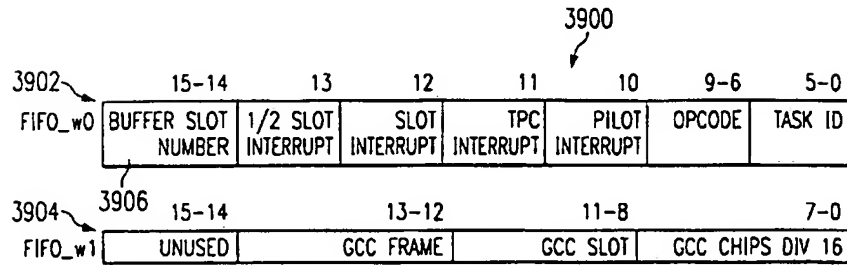 3900
3902
15-14 13 12 11 10 9-6 5-0
FIFO_w0 BUFFER SLOT 1/2 SLOT SLOT TPC PILOT OPCODE TASK ID
NUMBER INTERRUPT INTERRUPT INTERRUPT INTERRUPT
3906
3904
15-14 13-12 11-8 7-0
FIFO_w1 UNUSED GCC FRAME GCC SLOT GCC CHIPS DIV 16